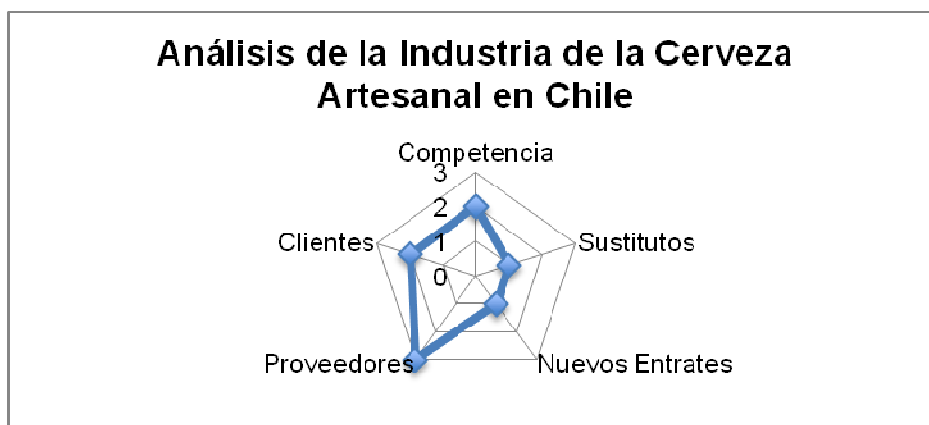 Análisis de la Industria de la Cerveza
Artesanal en Chile
Competencia
3
2
1
0
Clientes
Sustitutos
Proveedores
Nuevos Entrates